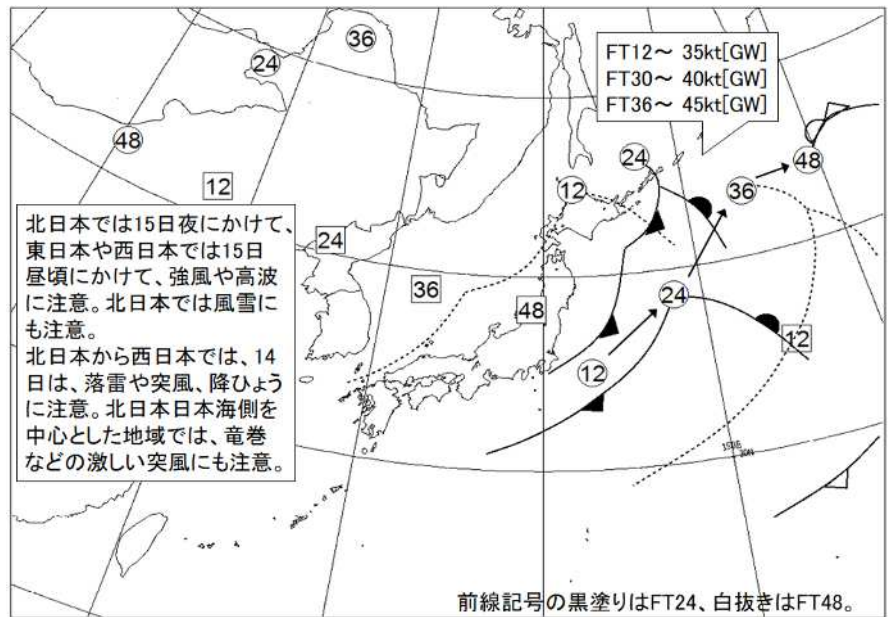 36
24
48
12
FT12～ 35kt[GW]
FT30～ 40kt[GW]
FT36～ 45kt[GW]
24
48
12
36
北日本では15日夜にかけて、
東日本や西日本では15日
昼頃にかけて、強風や高波
に注意。北日本では風雪に
も注意。
北日本から西日本では、14
日は、落雷や突風、降ひょう
に注意。北日本日本海側を
中心とした地域では、竜巻
などの激しい突風にも注意。
24
36
48
24
12
12
150E
30N
前線記号の黒塗りはFT24、白抜きはFT48。